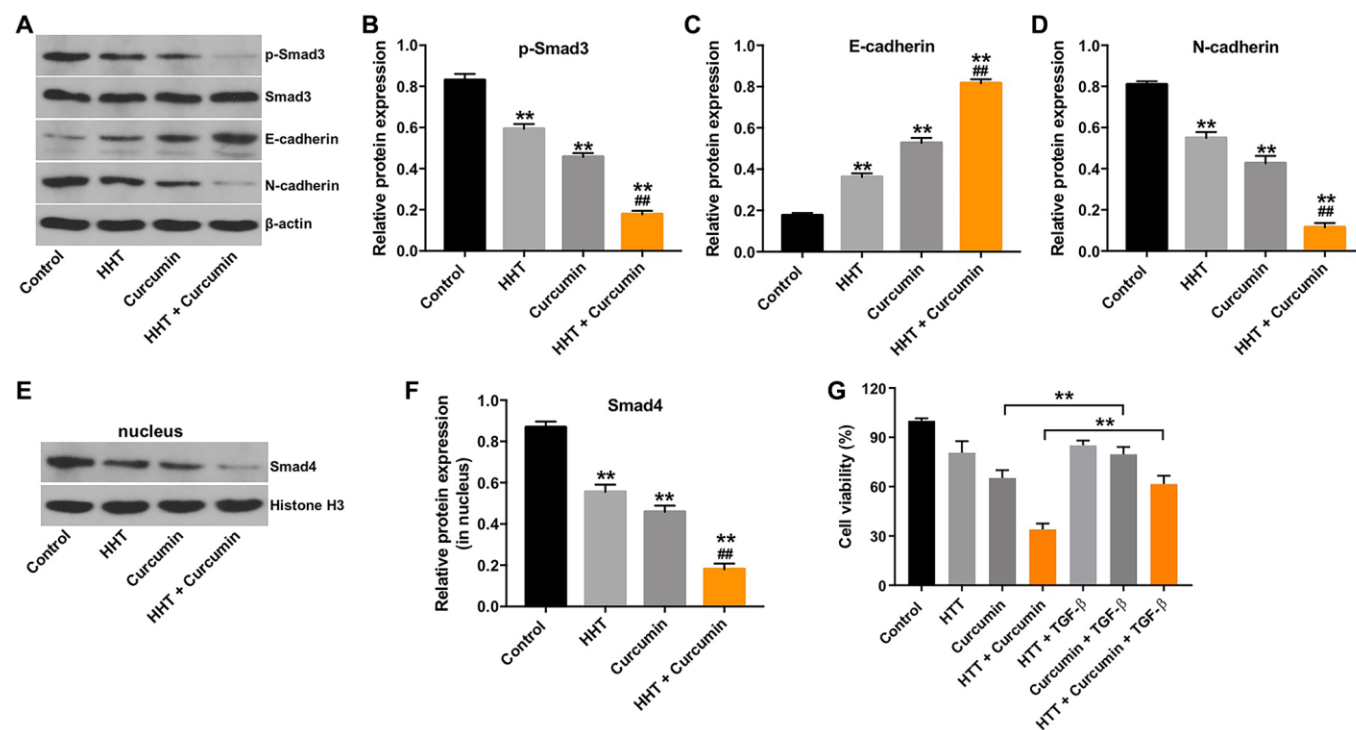 A
p-Smad3
Smad3
E-cadherin
N-cadherin
β-actin
Control
HHT
Curcumin
HHT + Curcumin
B
p-Smad3
Relative protein expression
1.0
0.8
0.6
0.4
0.2
0.0
**
**
**
##
Control
HHT
Curcumin
HHT + Curcumin
C
E-cadherin
Relative protein expression
1.0
0.8
0.6
0.4
0.2
0.0
**
**
**
##
Control
HHT
Curcumin
HHT + Curcumin
D
N-cadherin
Relative protein expression
1.0
0.8
0.6
0.4
0.2
0.0
**
**
**
##
Control
HHT
Curcumin
HHT + Curcumin
E
nucleus
Smad4
Histone H3
Control
HHT
Curcumin
HHT + Curcumin
F
Smad4
Relative protein expression
(in nucleus)
1.0
0.8
0.6
0.4
0.2
0.0
**
**
**
##
Control
HHT
Curcumin
HHT + Curcumin
G
Cell viability (%)
120
90
60
30
0
**
**
Control
HTT
Curcumin
HTT + Curcumin
HTT + TGF-β
Curcumin + TGF-β
HTT + Curcumin + TGF-β